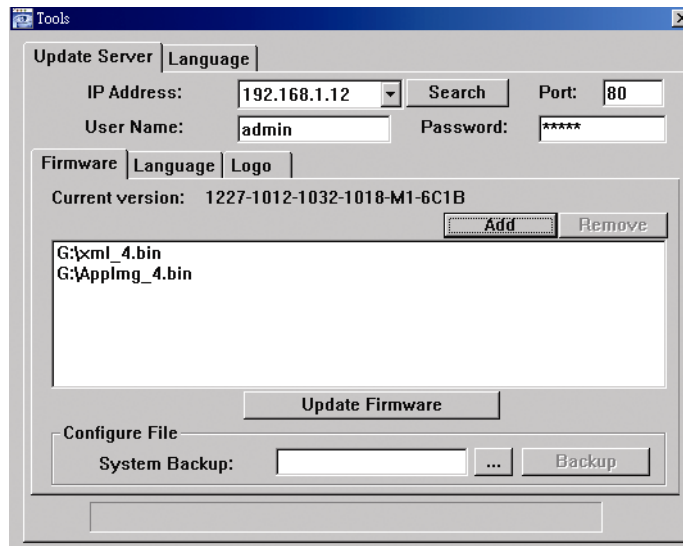 Tools
Update Server Language
IP Address: 192.168.1.12 Search Port: 80
User Name: admin Password: *****
Firmware Language Logo
Current version: 1227-1012-1032-1018-M1-6C1B
Add Remove
G:\xml_4.bin
G:\AppImg_4.bin
Update Firmware
Configure File
System Backup: ... Backup